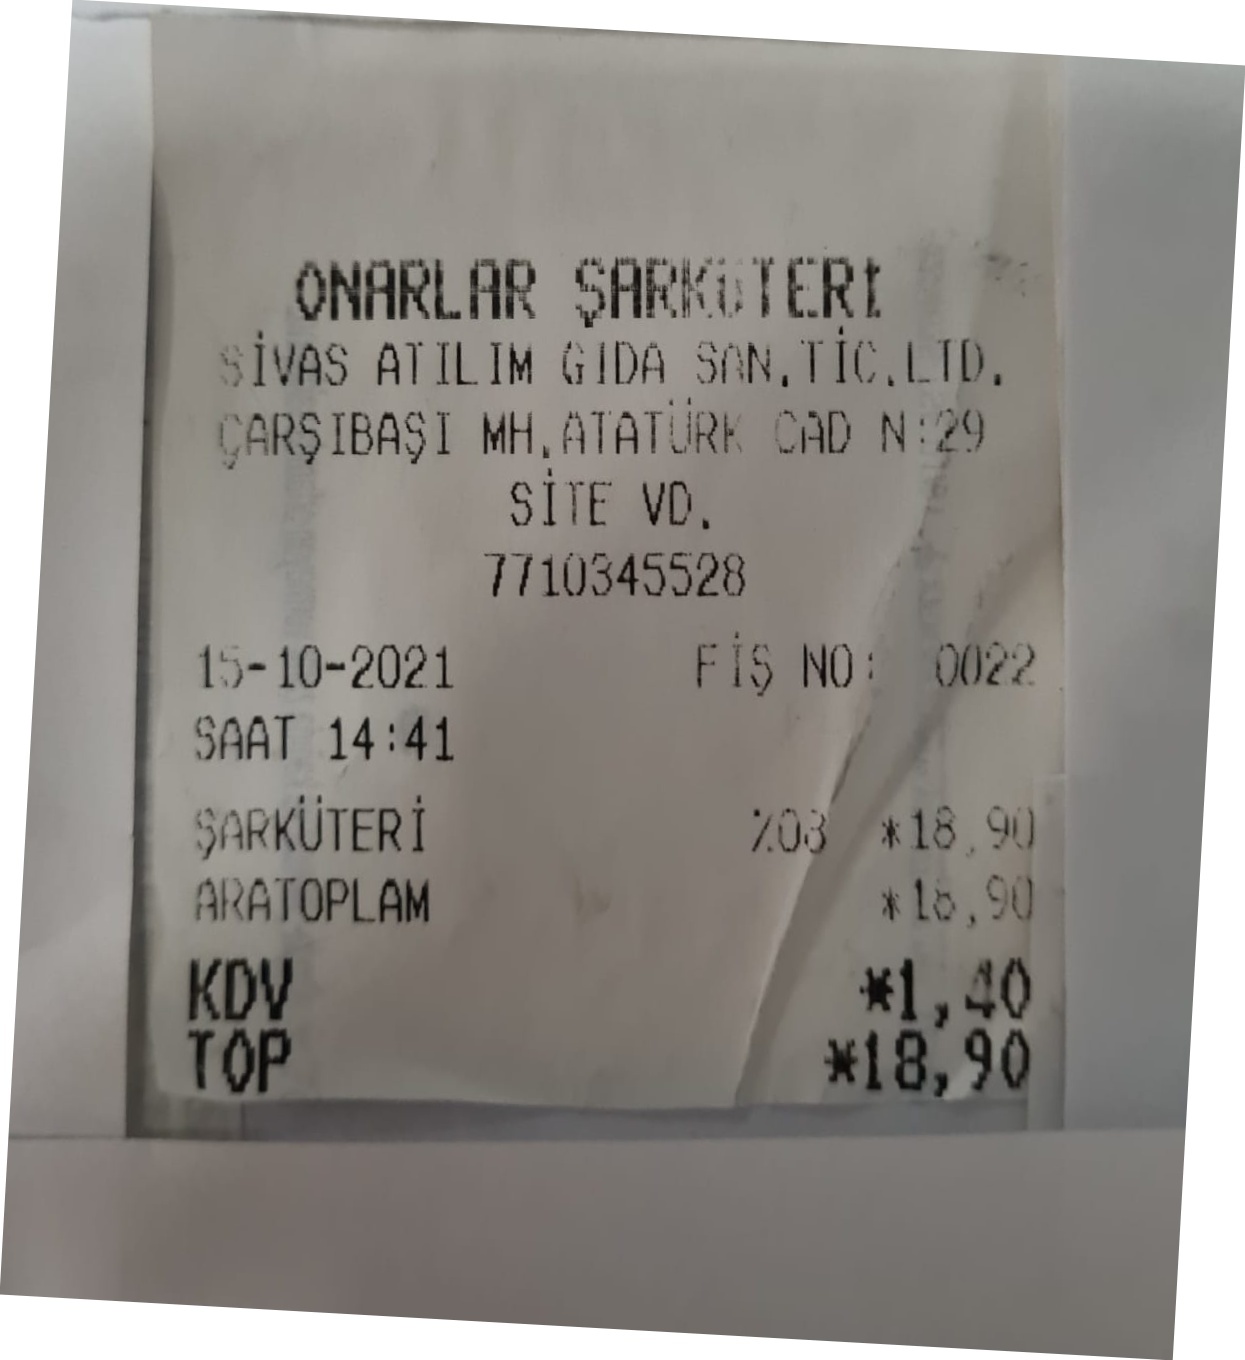 ONARLAR ŞARKÜTERİ
SİVAS ATILIM GIDA SAN.TİC.LTD.
ÇARŞIBAŞI MH.ATATÜRK CAD N:29
SİTE VD.
7710345528
15-10-2021 FİŞ NO: 0022
SAAT 14:41
ŞARKÜTERİ %08 *18,90
ARATOPLAM *18,90
KDV *1,40
TOP *18,90